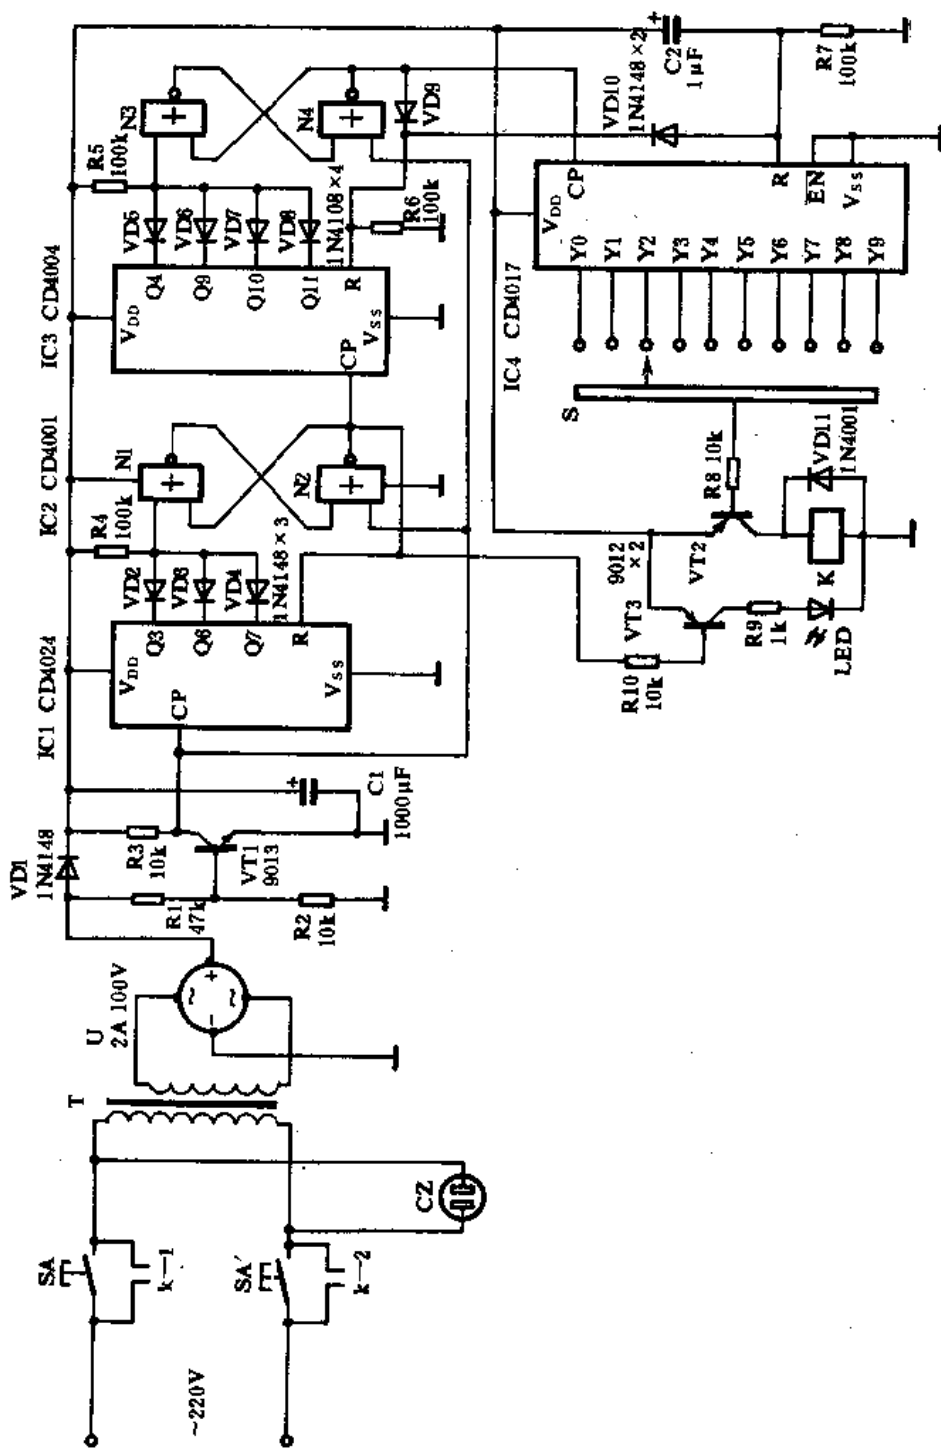 ~220V
SA
k-1
SA′
k-2
CZ
T
U
2A 100V
~
+
−
~
VD1
1N4148
R1
47k
R2
10k
R3
10k
VT1
9013
C1
1000μF
+
IC1 CD4024
VDD
CP
VSS
Q3
Q6
Q7
R
VD2
VD3
VD4
1N4148×3
R4
100k
IC2 CD4001
N1
+
N2
+
IC3 CD4004
VDD
CP
VSS
Q4
Q9
Q10
Q11
R
VD5
VD6
VD7
VD8
1N4108×4
R5
100k
R6
100k
N3
+
N4
+
VD9
VD10
1N4148×2
C2
1μF
+
R7
100k
IC4 CD4017
VDD
CP
R
EN
VSS
Y0
Y1
Y2
Y3
Y4
Y5
Y6
Y7
Y8
Y9
S
R8 10k
VD11
1N4001
9012
×2
VT2
K
VT3
R9
1k
LED
R10
10k